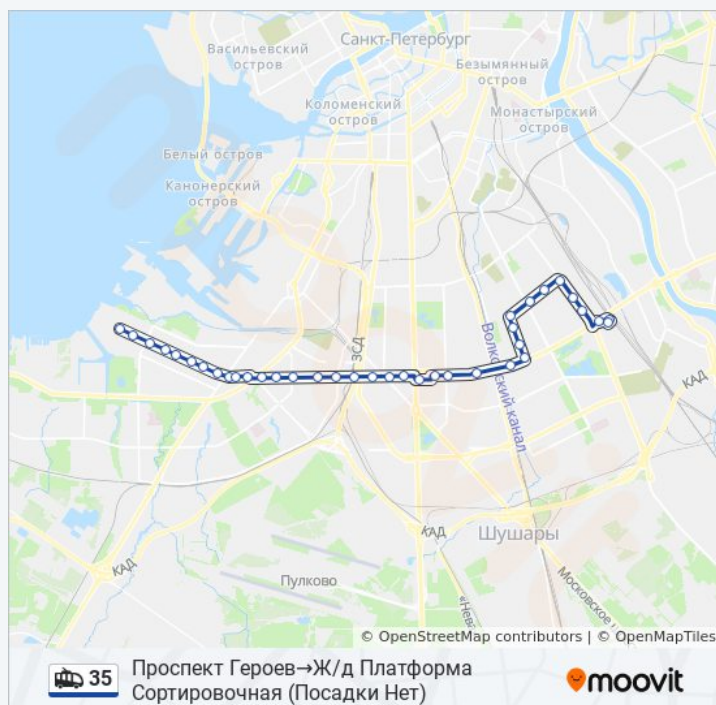 Васильевский
остров
Санкт-Петербург
Безымянный
остров
Коломенский
остров
Монастырский
остров
Белый остров
Канонерский
остров
ЗСД
Волковский канал
КАД
КАД
Шушары
КАД
Пулково
Московское
© OpenStreetMap contributors | © OpenMapTiles
35
Проспект Героев→Ж/д Платформа
Сортировочная (Посадки Нет)
moovit